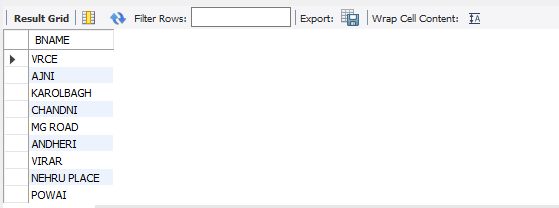 Result Grid Filter Rows: Export: Wrap Cell Content: IA
BNAME
VRCE
AJNI
KAROLBAGH
CHANDNI
MG ROAD
ANDHERI
VIRAR
NEHRU PLACE
POWAI